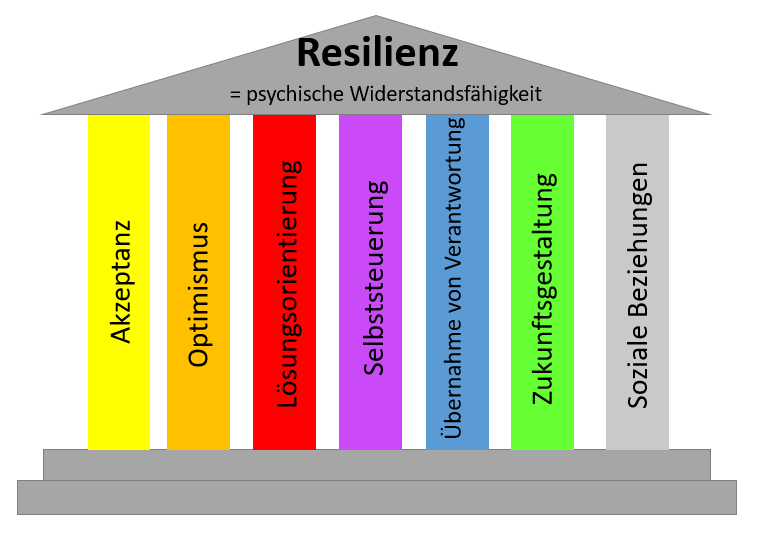 Resilienz
= psychische Widerstandsfähigkeit
Akzeptanz
Optimismus
Lösungsorientierung
Selbststeuerung
Übernahme von Verantwortung
Zukunftsgestaltung
Soziale Beziehungen